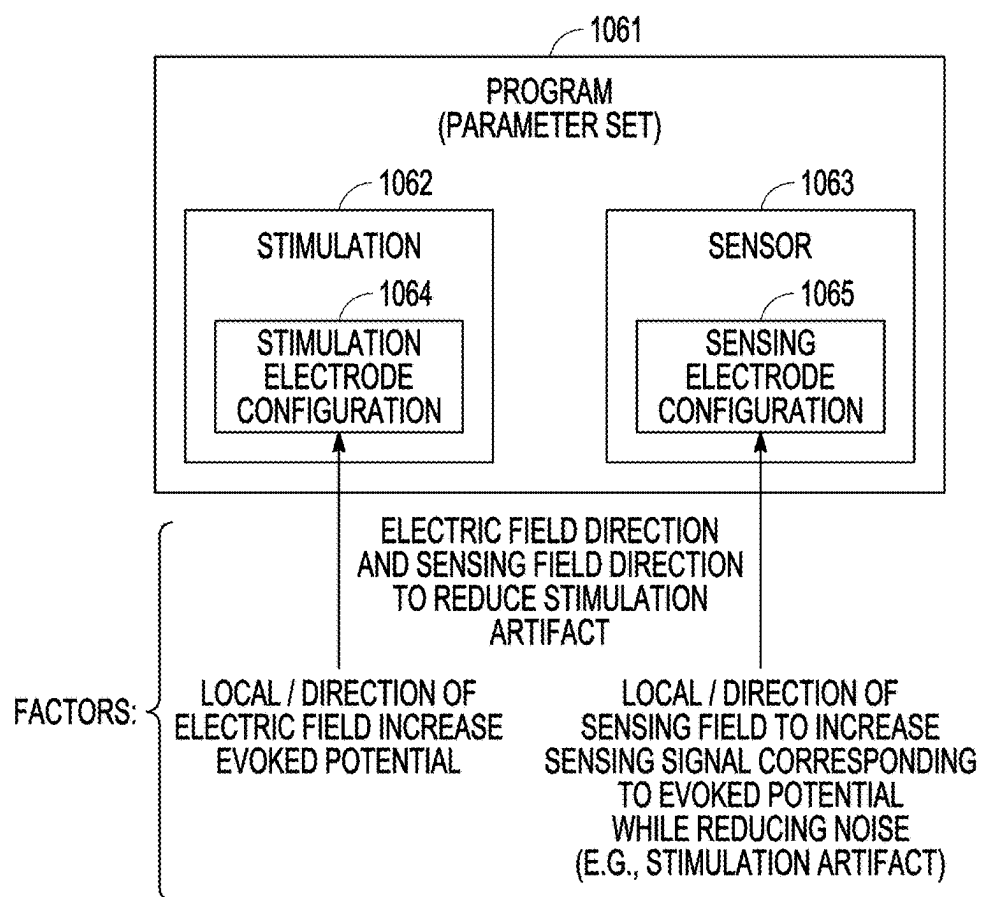 1061
PROGRAM
(PARAMETER SET)
1062
STIMULATION
1064
STIMULATION
ELECTRODE
CONFIGURATION
1063
SENSOR
1065
SENSING
ELECTRODE
CONFIGURATION
ELECTRIC FIELD DIRECTION
AND SENSING FIELD DIRECTION
TO REDUCE STIMULATION
ARTIFACT
FACTORS:
LOCAL / DIRECTION OF
ELECTRIC FIELD INCREASE
EVOKED POTENTIAL
LOCAL / DIRECTION OF
SENSING FIELD TO INCREASE
SENSING SIGNAL CORRESPONDING
TO EVOKED POTENTIAL
WHILE REDUCING NOISE
(E.G., STIMULATION ARTIFACT)